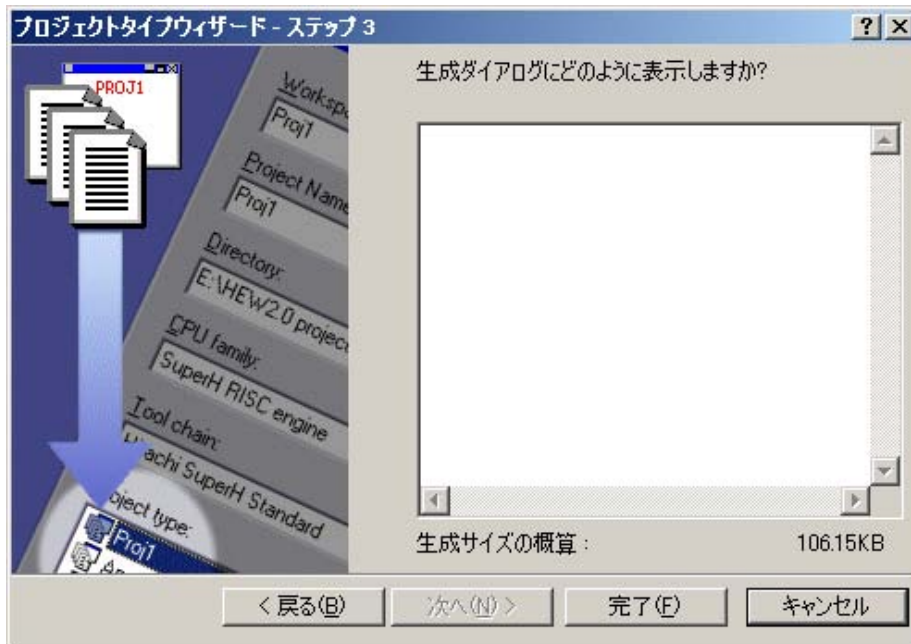 プロジェクトタイプウィザード - ステップ 3
PROJ1
生成ダイアログにどのように表示しますか?
Workspa
Proj1
Project Name
Proj1
Directory:
E:\HEW2.0 project
CPU family:
SuperH RISC engine
Tool chain:
Hitachi SuperH Standard
oject type:
Proj1
生成サイズの概算 :
106.15KB
< 戻る(B)
次へ(N) >
完了(F)
キャンセル